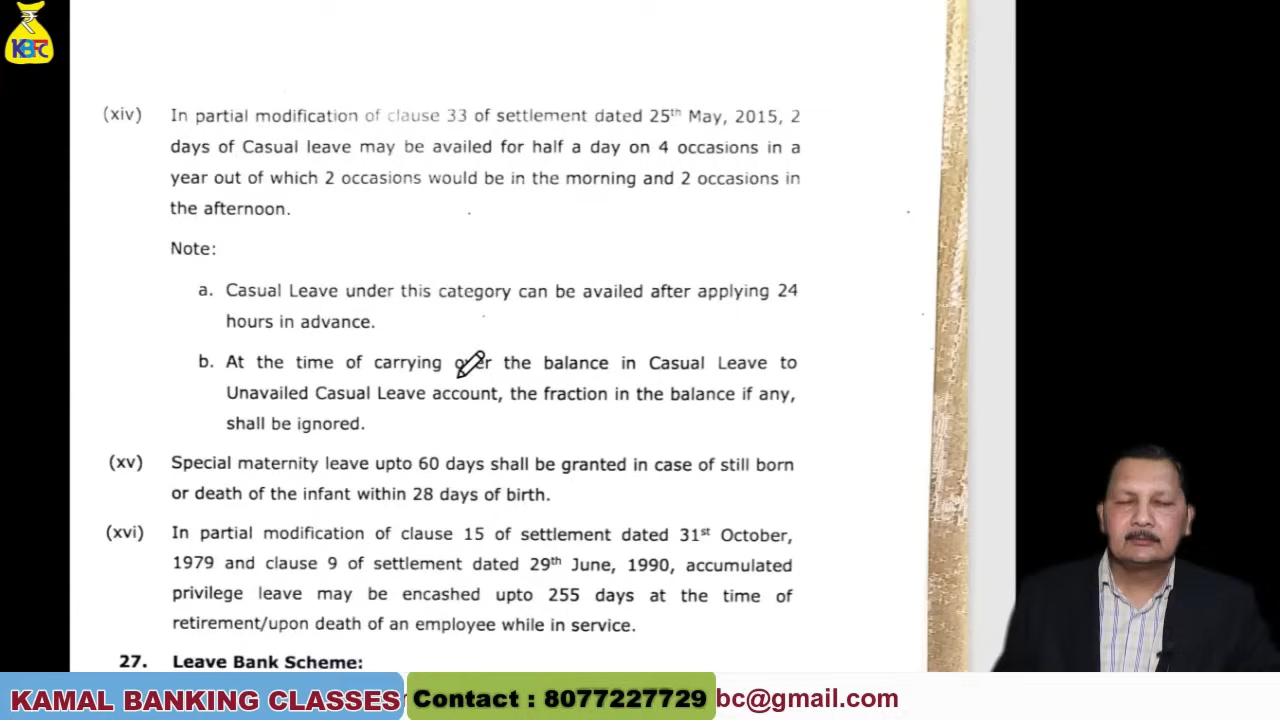 KBFC
(xiv) In partial modification of clause 33 of settlement dated 25th May, 2015, 2
days of Casual leave may be availed for half a day on 4 occasions in a
year out of which 2 occasions would be in the morning and 2 occasions in
the afternoon.
Note:
a. Casual Leave under this category can be availed after applying 24
hours in advance.
b. At the time of carrying over the balance in Casual Leave to
Unavailed Casual Leave account, the fraction in the balance if any,
shall be ignored.
(xv) Special maternity leave upto 60 days shall be granted in case of still born
or death of the infant within 28 days of birth.
(xvi) In partial modification of clause 15 of settlement dated 31st October,
1979 and clause 9 of settlement dated 29th June, 1990, accumulated
privilege leave may be encashed upto 255 days at the time of
retirement/upon death of an employee while in service.
27. Leave Bank Scheme:
KAMAL BANKING CLASSES Contact : 8077227729 bc@gmail.com